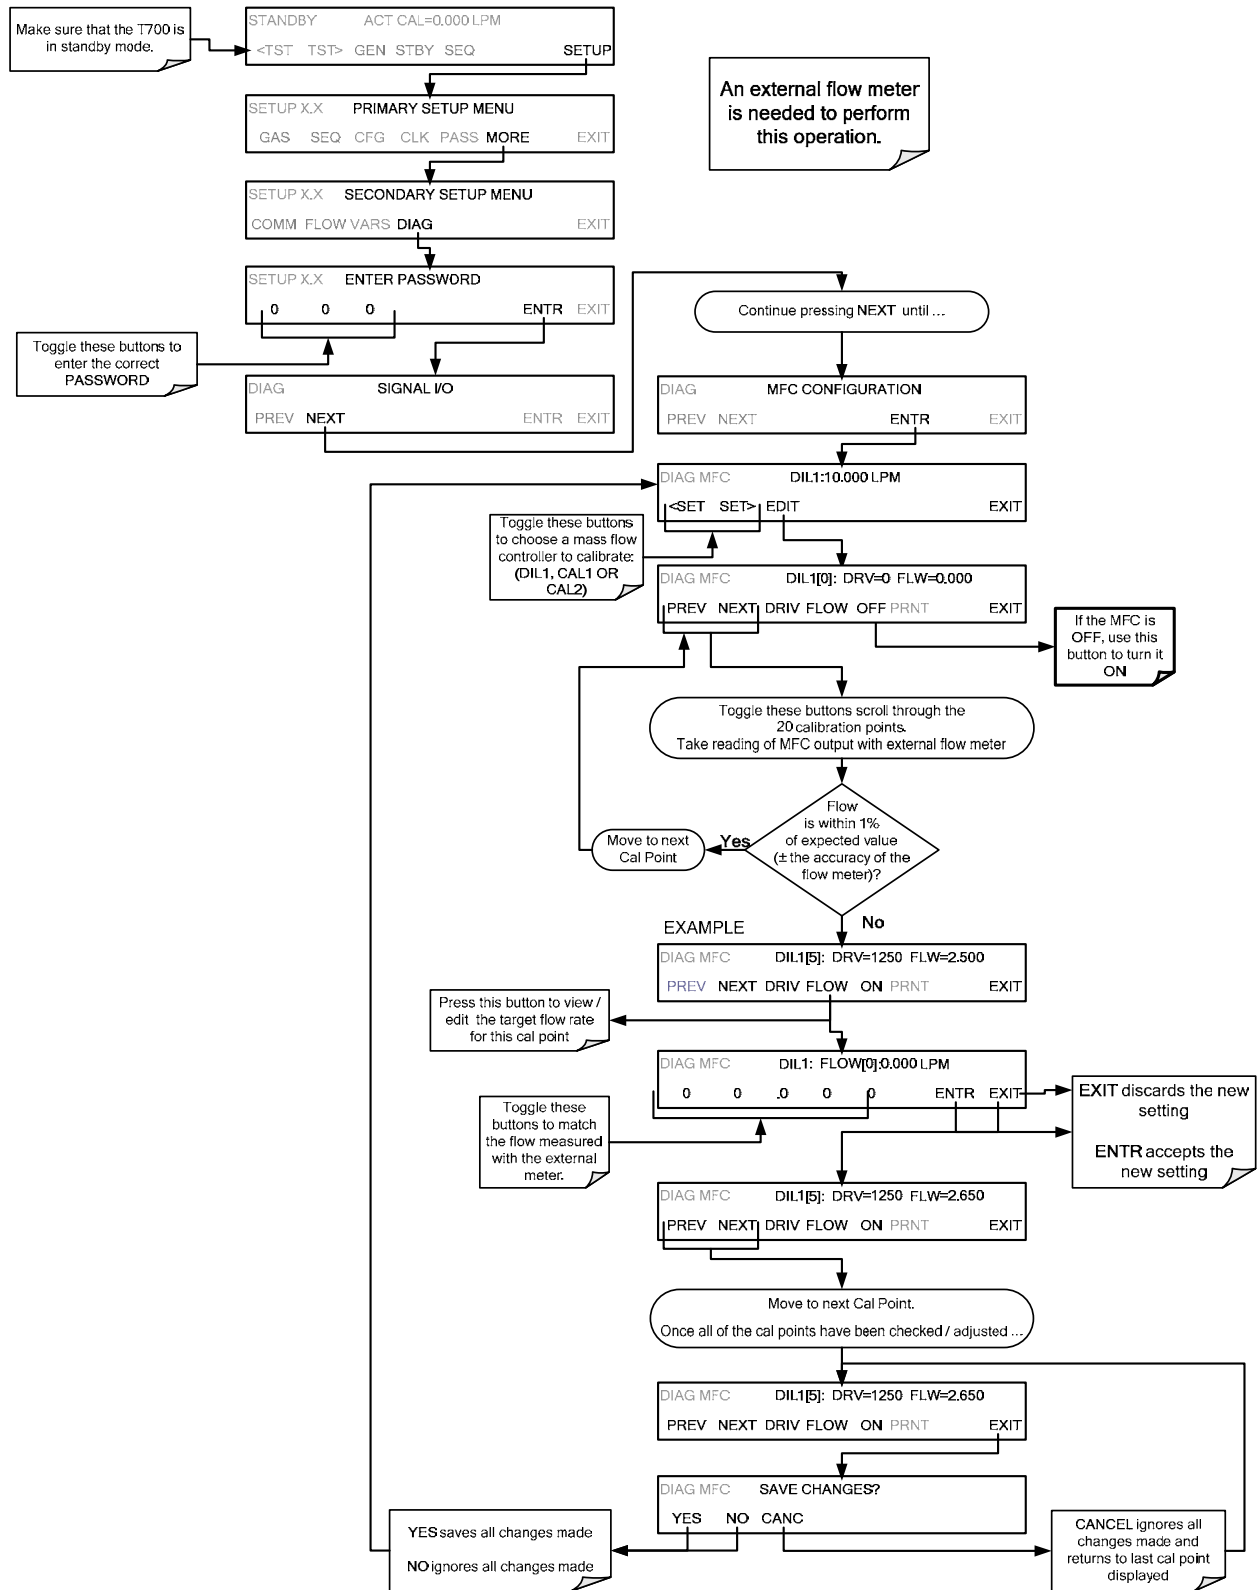 Make sure that the T700 is
in standby mode.
STANDBY ACT CAL=0.000 LPM
<TST TST> GEN STBY SEQ SETUP
An external flow meter
is needed to perform
this operation.
SETUP X.X PRIMARY SETUP MENU
GAS SEQ CFG CLK PASS MORE EXIT
SETUP X.X SECONDARY SETUP MENU
COMM FLOW VARS DIAG EXIT
SETUP X.X ENTER PASSWORD
0 0 0 ENTR EXIT
Toggle these buttons to
enter the correct
PASSWORD
DIAG SIGNAL I/O
PREV NEXT ENTR EXIT
Continue pressing NEXT until ...
DIAG MFC CONFIGURATION
PREV NEXT ENTR EXIT
DIAG MFC DIL1:10.000 LPM
<SET SET> EDIT EXIT
Toggle these buttons
to choose a mass flow
controller to calibrate:
(DIL1, CAL1 OR
CAL2)
DIAG MFC DIL1[0]: DRV=0 FLW=0.000
PREV NEXT DRIV FLOW OFF PRNT EXIT
If the MFC is
OFF, use this
button to turn it
ON
Toggle these buttons scroll through the
20 calibration points.
Take reading of MFC output with external flow meter
Flow
is within 1%
of expected value
(± the accuracy of the
flow meter)?
Yes
Move to next
Cal Point
No
EXAMPLE
DIAG MFC DIL1[5]: DRV=1250 FLW=2.500
PREV NEXT DRIV FLOW ON PRNT EXIT
Press this button to view /
edit the target flow rate
for this cal point
DIAG MFC DIL1: FLOW[0]:0.000 LPM
0 0 .0 0 0 ENTR EXIT
Toggle these
buttons to match
the flow measured
with the external
meter.
EXIT discards the new
setting
ENTR accepts the
new setting
DIAG MFC DIL1[5]: DRV=1250 FLW=2.650
PREV NEXT DRIV FLOW ON PRNT EXIT
Move to next Cal Point.
Once all of the cal points have been checked / adjusted ...
DIAG MFC DIL1[5]: DRV=1250 FLW=2.650
PREV NEXT DRIV FLOW ON PRNT EXIT
DIAG MFC SAVE CHANGES?
YES NO CANC
YES saves all changes made
NO ignores all changes made
CANCEL ignores all
changes made and
returns to last cal point
displayed